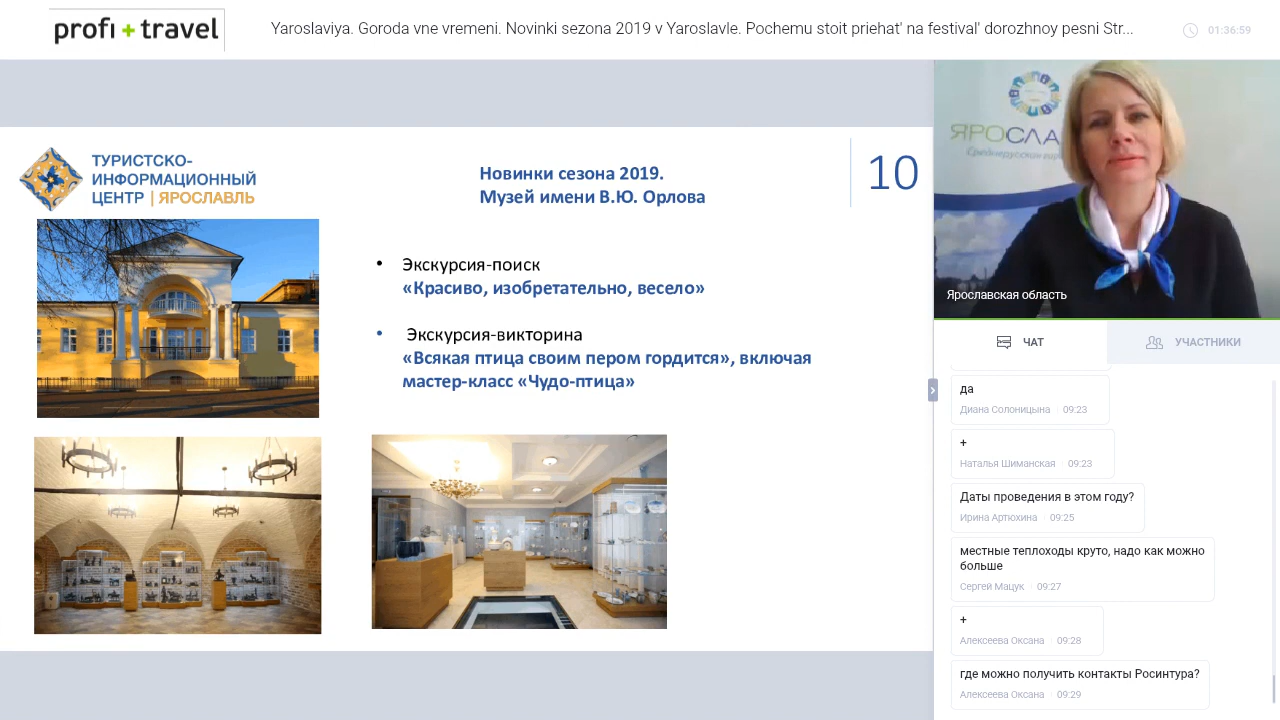 profi + travel
Yaroslaviya. Goroda vne vremeni. Novinki sezona 2019 v Yaroslavle. Pochemu stoit priehat' na festival' dorozhnoy pesni Str...
01:36:59
ТУРИСТСКО-
ИНФОРМАЦИОННЫЙ
ЦЕНТР | ЯРОСЛАВЛЬ
Новинки сезона 2019.
Музей имени В.Ю. Орлова
10
• Экскурсия-поиск
«Красиво, изобретательно, весело»
• Экскурсия-викторина
«Всякая птица своим пером гордится», включая
мастер-класс «Чудо-птица»
ЯРОСЛА
Ярославская область
ЧАТ
УЧАСТНИКИ
да
Диана Солоницына 09:23
+
Наталья Шиманская 09:23
Даты проведения в этом году?
Ирина Артюхина 09:25
местные теплоходы круто, надо как можно
больше
Сергей Мацук 09:27
+
Алексеева Оксана 09:28
где можно получить контакты Росинтура?
Алексеева Оксана 09:29